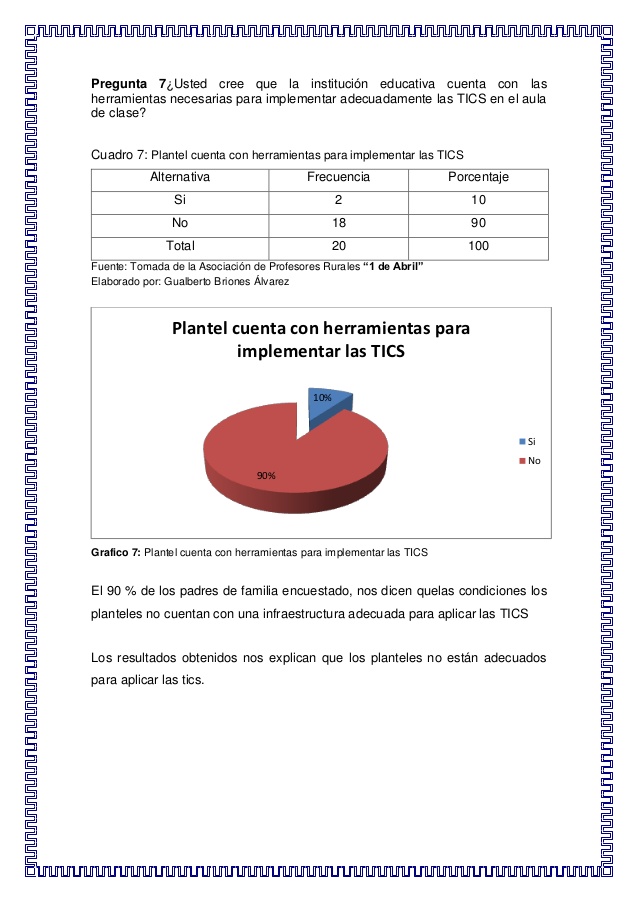 Pregunta 7¿Usted cree que la institución educativa cuenta con las
herramientas necesarias para implementar adecuadamente las TICS en el aula
de clase?
Cuadro 7: Plantel cuenta con herramientas para implementar las TICS
Alternativa Frecuencia Porcentaje
Si 2 10
No 18 90
Total 20 100
Fuente: Tomada de la Asociación de Profesores Rurales “1 de Abril”
Elaborado por: Gualberto Briones Álvarez
Plantel cuenta con herramientas para
implementar las TICS
10%
90%
Si
No
Grafico 7: Plantel cuenta con herramientas para implementar las TICS
El 90 % de los padres de familia encuestado, nos dicen quelas condiciones los
planteles no cuentan con una infraestructura adecuada para aplicar las TICS
Los resultados obtenidos nos explican que los planteles no están adecuados
para aplicar las tics.